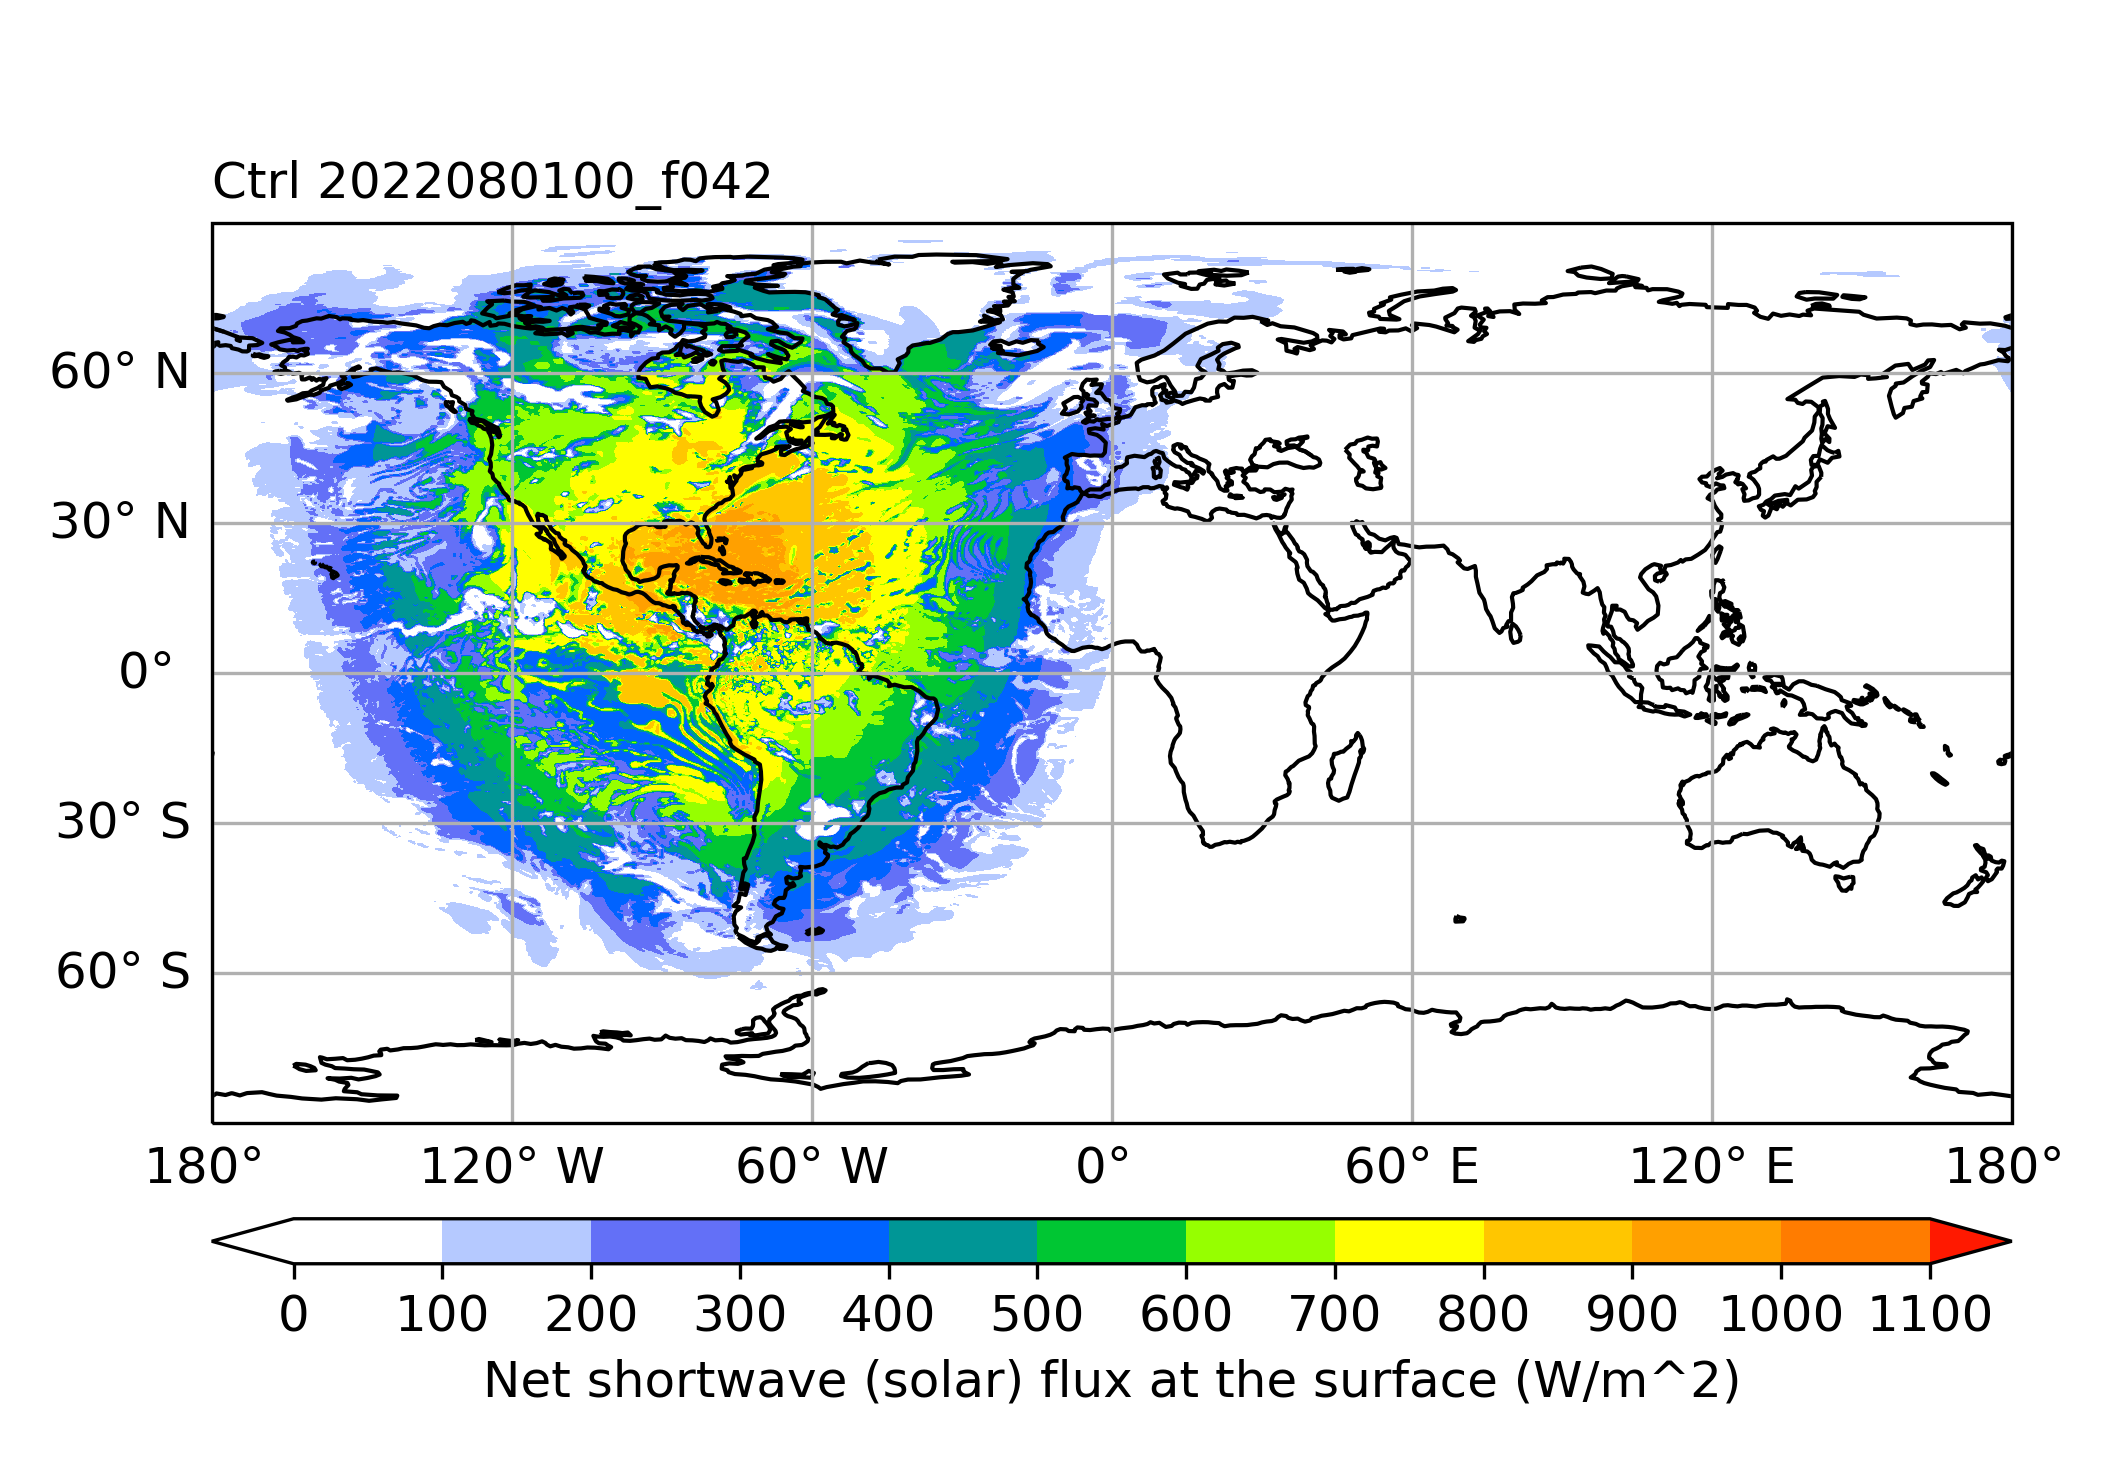 Ctrl 2022080100_f042
60° N
30° N
0°
30° S
60° S
180° 120° W 60° W 0° 60° E 120° E 180°
0 100 200 300 400 500 600 700 800 900 1000 1100
Net shortwave (solar) flux at the surface (W/m^2)